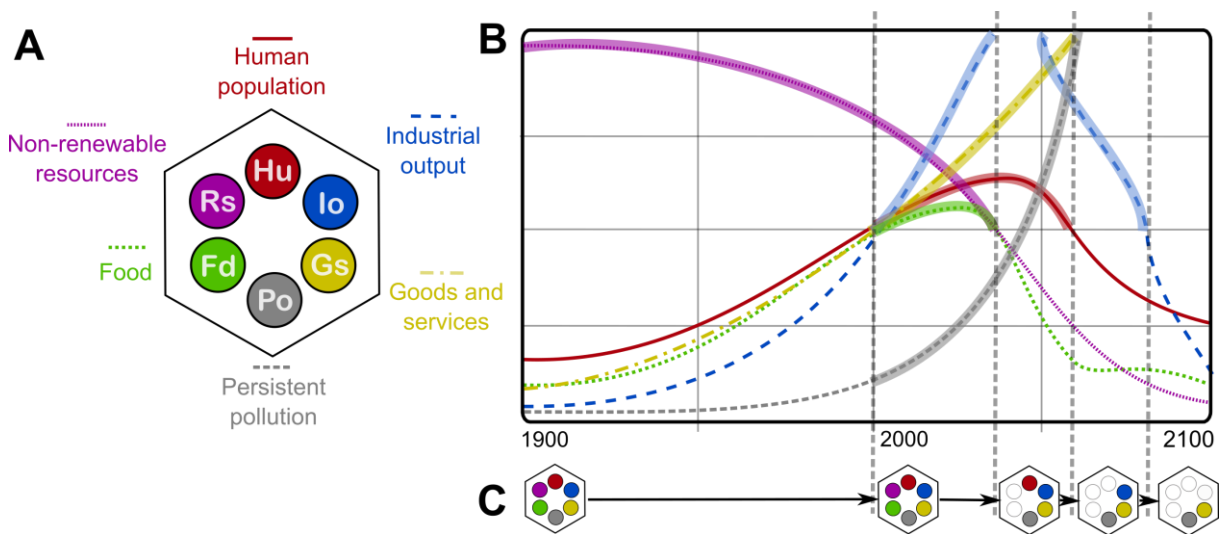 A
Human
population
Non-renewable
resources
Industrial
output
Hu
Rs
Io
Food
Fd
Gs
Goods and
services
Po
Persistent
pollution
B
1900
2000
2100
C